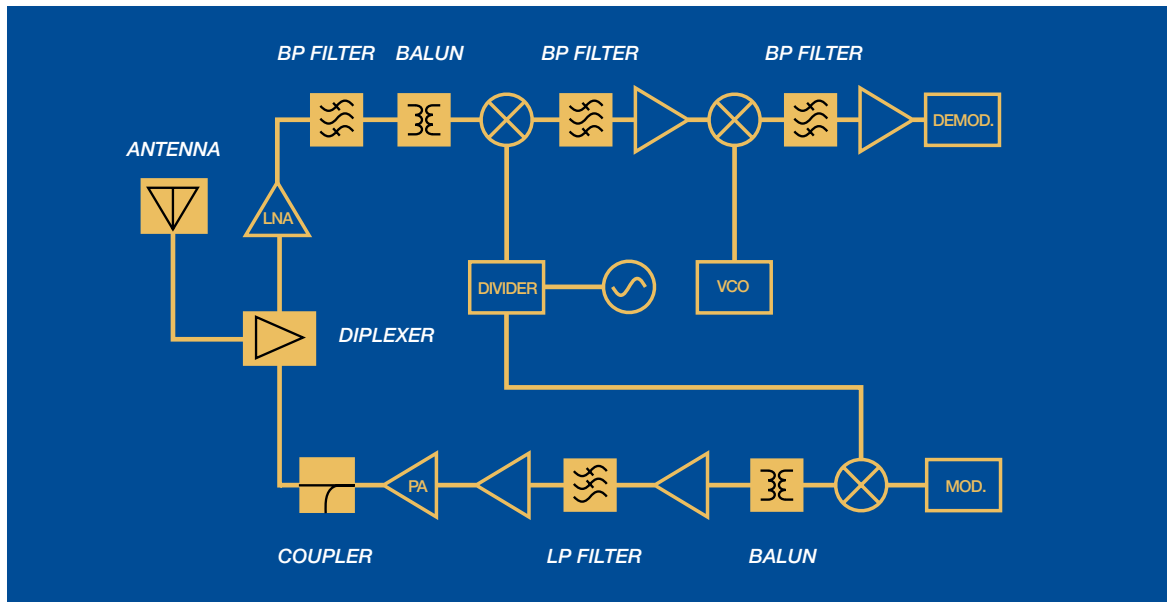 BP FILTER
BALUN
BP FILTER
BP FILTER
DEMOD.
ANTENNA
LNA
DIVIDER
VCO
DIPLEXER
PA
MOD.
COUPLER
LP FILTER
BALUN